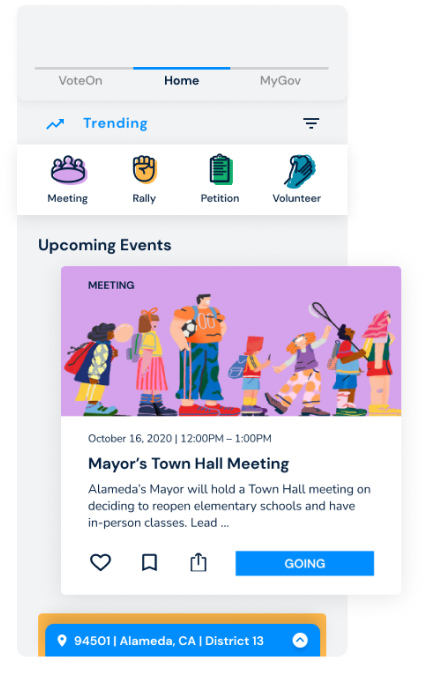 VoteOn Home MyGov
Trending
Meeting Rally Petition Volunteer
Upcoming Events
MEETING
October 16, 2020 | 12:00PM – 1:00PM
Mayor’s Town Hall Meeting
Alameda’s Mayor will hold a Town Hall meeting on
deciding to reopen elementary schools and have
in-person classes. Lead ...
GOING
94501 | Alameda, CA | District 13